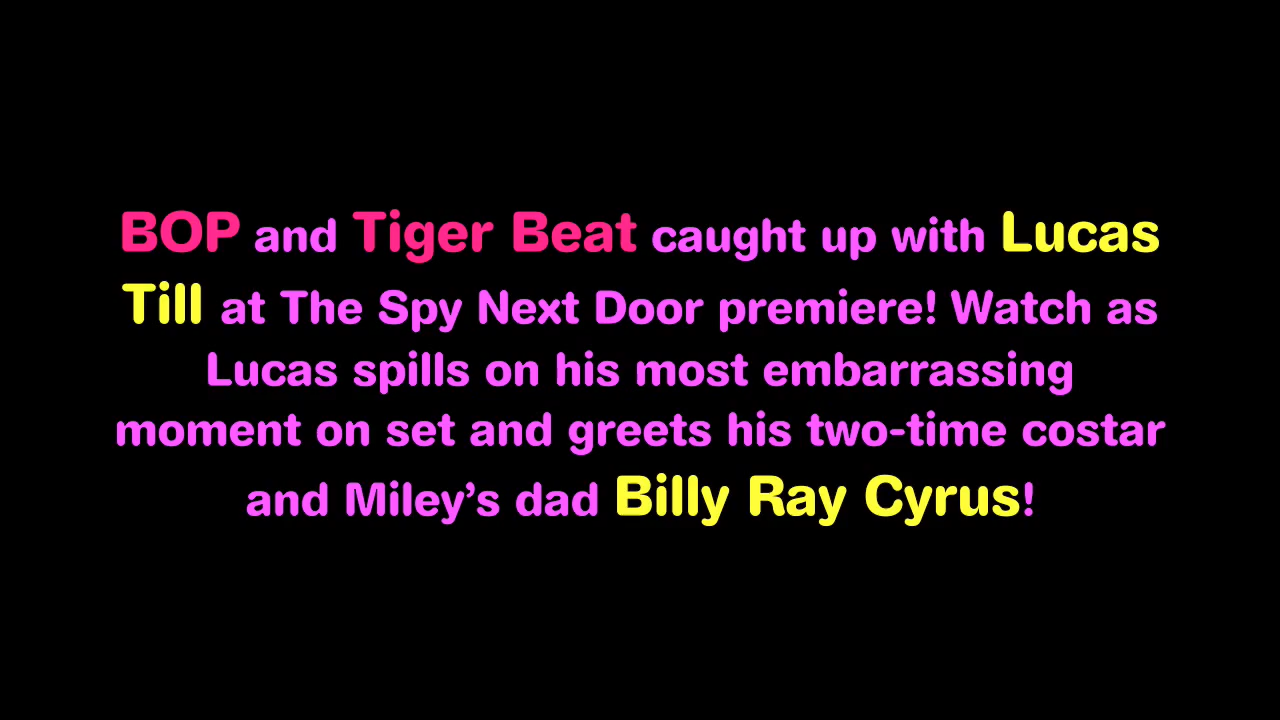 BOP and Tiger Beat caught up with Lucas
Till at The Spy Next Door premiere! Watch as
Lucas spills on his most embarrassing
moment on set and greets his two-time costar
and Miley’s dad Billy Ray Cyrus!